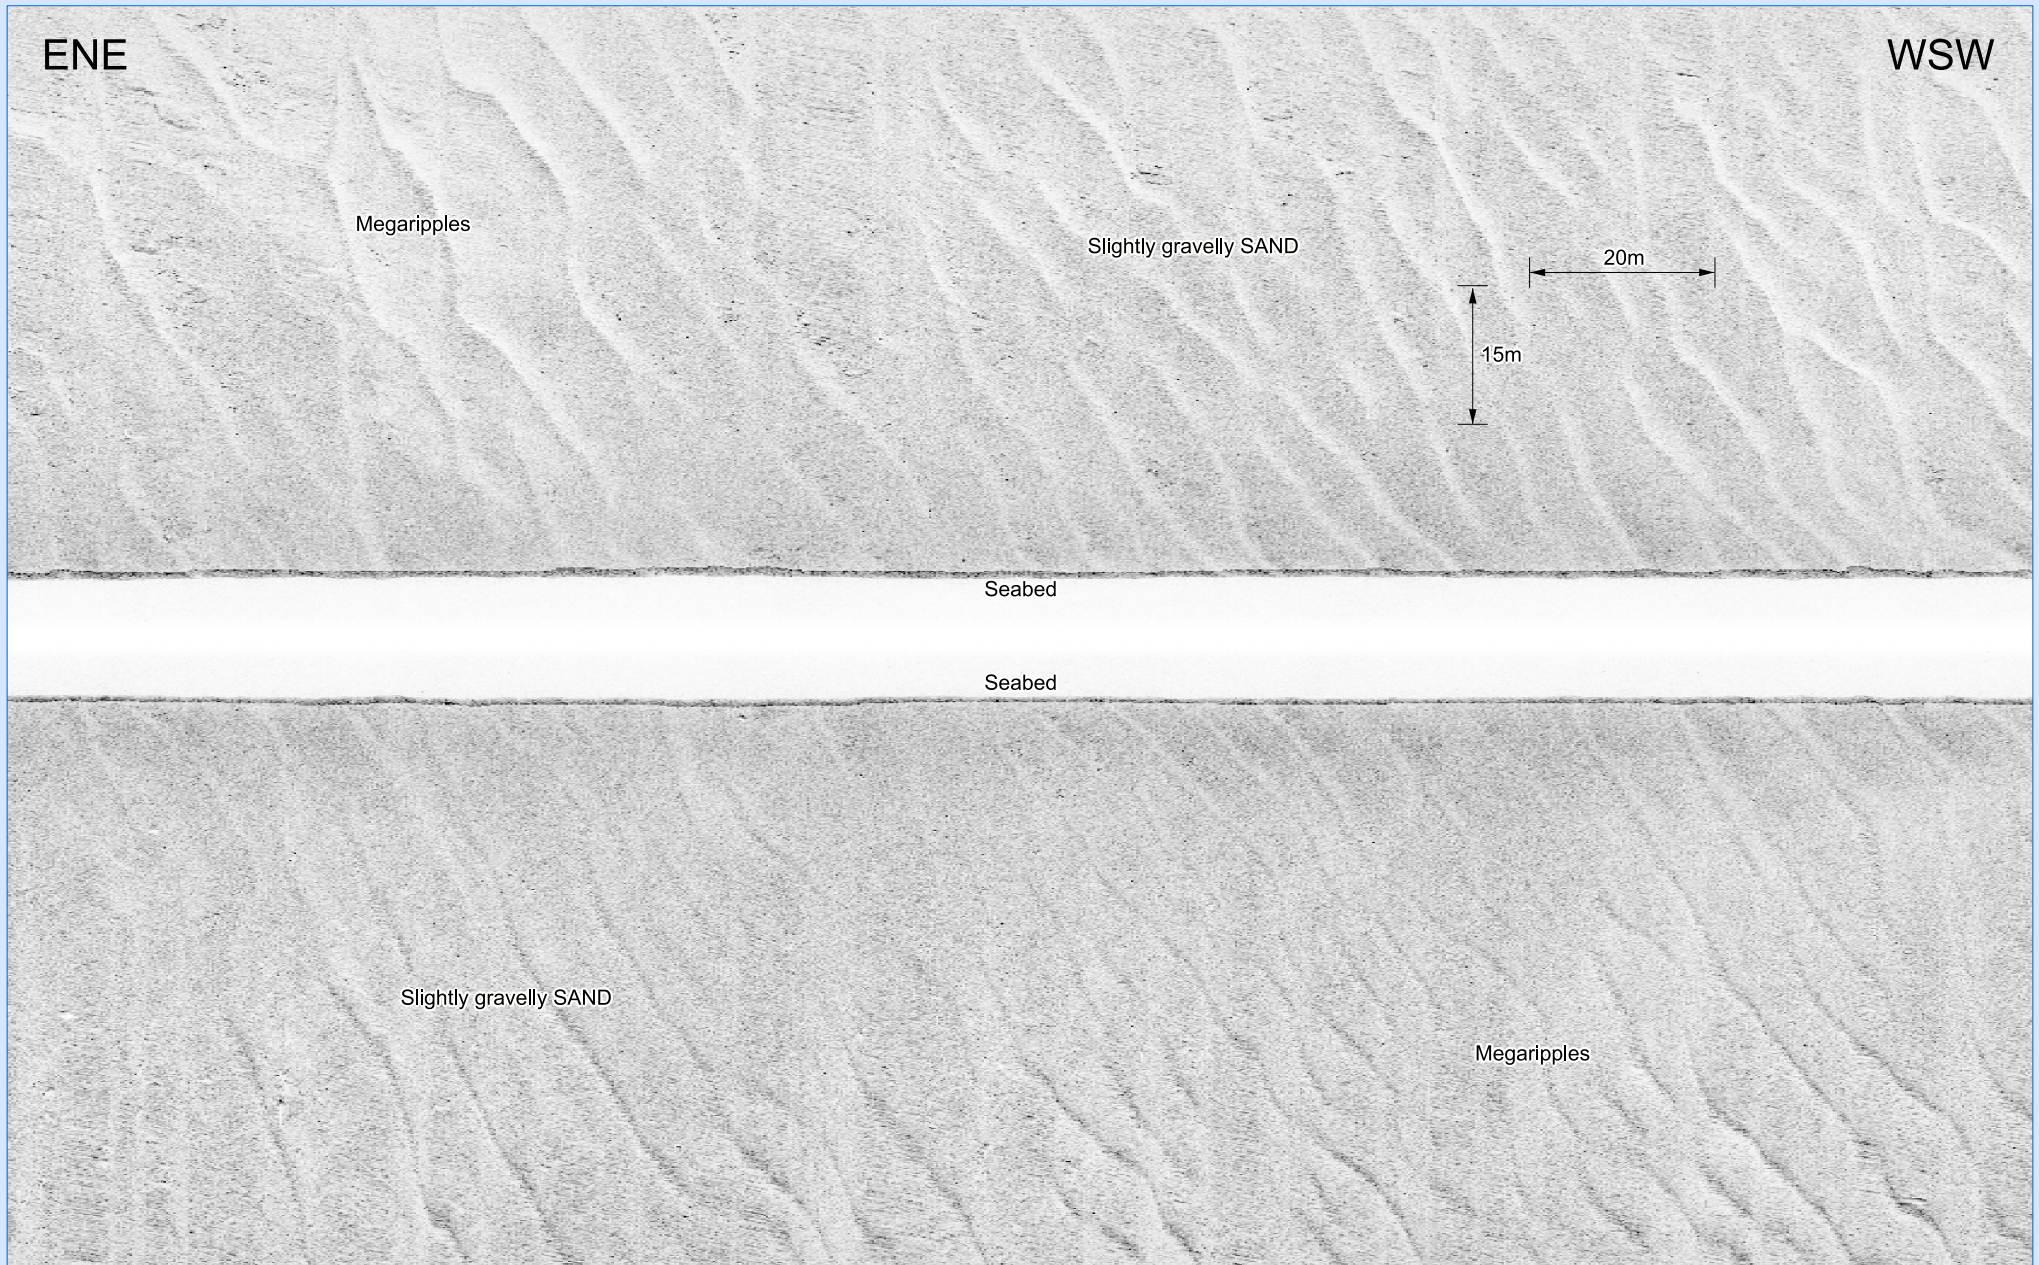 ENE
WSW
Megaripples
Slightly gravelly SAND
20m
15m
Seabed
Seabed
Slightly gravelly SAND
Megaripples